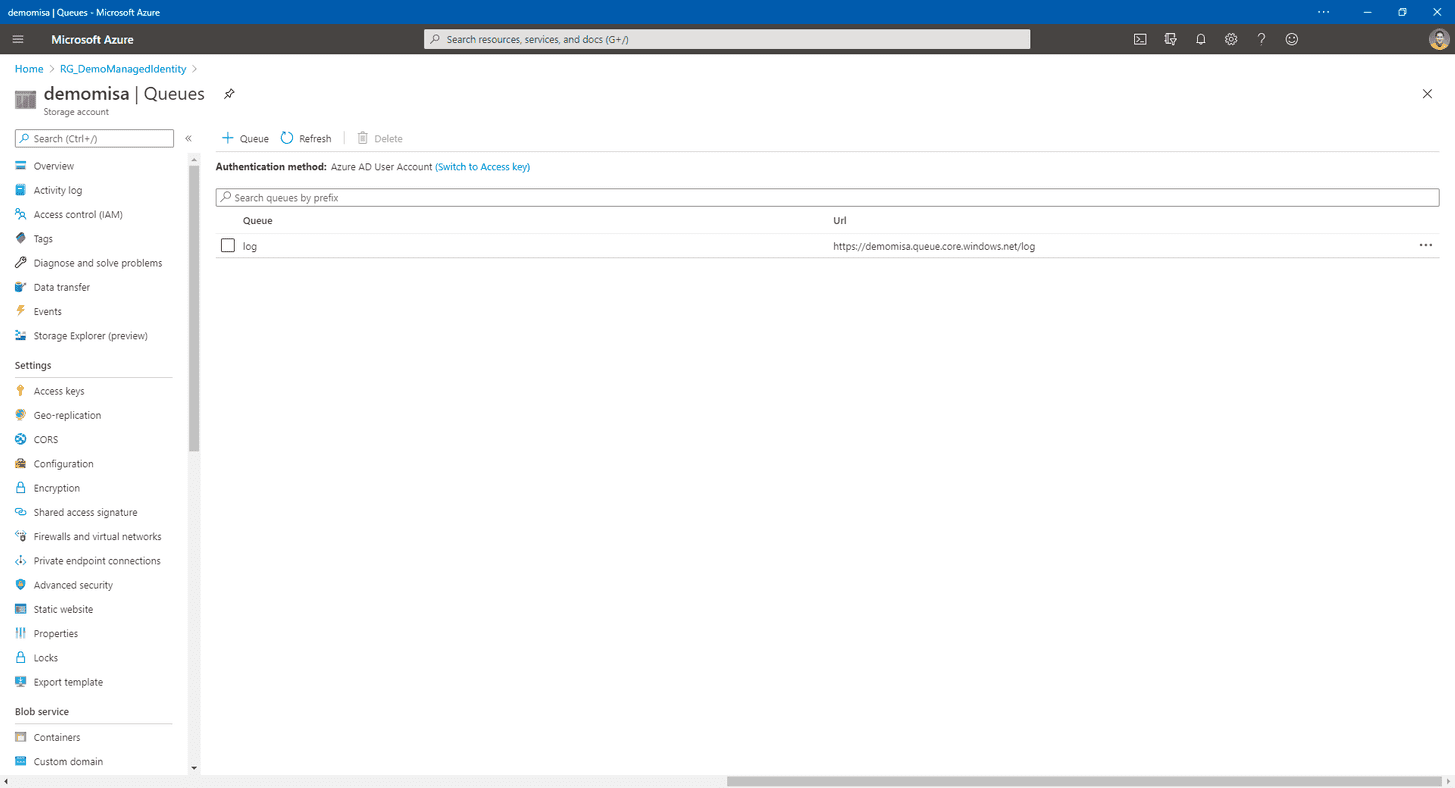 demomisa | Queues - Microsoft Azure
Microsoft Azure
Search resources, services, and docs (G+/)
Home > RG_DemoManagedIdentity >
demomisa | Queues
Storage account
Search (Ctrl+/)
Queue Refresh Delete
Authentication method: Azure AD User Account (Switch to Access key)
Search queues by prefix
Queue Url
log https://demomisa.queue.core.windows.net/log
Overview
Activity log
Access control (IAM)
Tags
Diagnose and solve problems
Data transfer
Events
Storage Explorer (preview)
Settings
Access keys
Geo-replication
CORS
Configuration
Encryption
Shared access signature
Firewalls and virtual networks
Private endpoint connections
Advanced security
Static website
Properties
Locks
Export template
Blob service
Containers
Custom domain